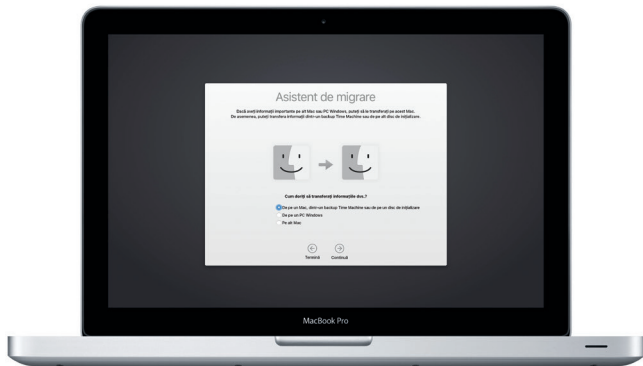 Asistent de migrare
Dacă aveți informații importante pe alt Mac sau PC Windows, puteți să le transferați pe acest Mac.
De asemenea, puteți transfera informații dintr-un backup Time Machine sau de pe alt disc de inițializare.
Cum doriți să transferați informațiile dvs.?
De pe un Mac, dintr-un backup Time Machine sau de pe un disc de inițializare
De pe un PC Windows
Pe alt Mac
Termină Continuă
MacBook Pro